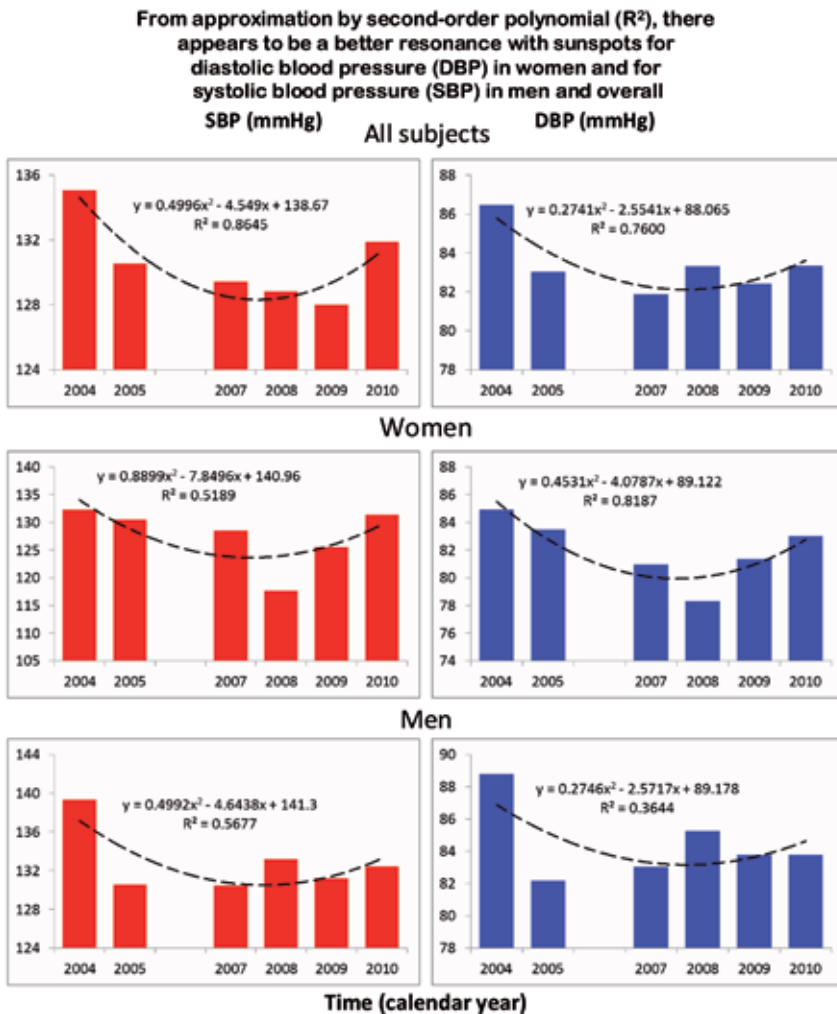 From approximation by second-order polynomial (R²), there
appears to be a better resonance with sunspots for
diastolic blood pressure (DBP) in women and for
systolic blood pressure (SBP) in men and overall
SBP (mmHg) DBP (mmHg)
All subjects
136
132
128
124
y = 0.4996x² - 4.549x + 138.67
R² = 0.8645
2004 2005 2007 2008 2009 2010
88
86
84
82
80
78
y = 0.2741x² - 2.5541x + 88.065
R² = 0.7600
2004 2005 2007 2008 2009 2010
Women
140
135
130
125
120
115
110
105
y = 0.8899x² - 7.8496x + 140.96
R² = 0.5189
2004 2005 2007 2008 2009 2010
88
86
84
82
80
78
76
74
y = 0.4531x² - 4.0787x + 89.122
R² = 0.8187
2004 2005 2007 2008 2009 2010
Men
144
140
136
132
128
124
y = 0.4992x² - 4.6438x + 141.3
R² = 0.5677
2004 2005 2007 2008 2009 2010
90
88
86
84
82
80
78
y = 0.2746x² - 2.5717x + 89.178
R² = 0.3644
2004 2005 2007 2008 2009 2010
Time (calendar year)